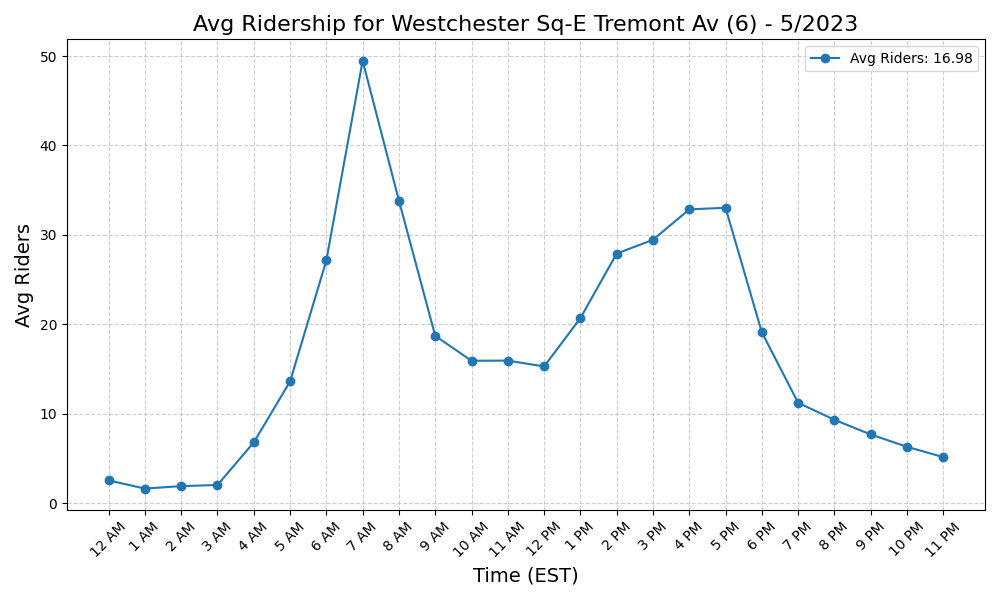 Avg Ridership for Westchester Sq-E Tremont Av (6) - 5/2023
Avg Riders: 16.98
Avg Riders
50
40
30
20
10
0
12 AM
1 AM
2 AM
3 AM
4 AM
5 AM
6 AM
7 AM
8 AM
9 AM
10 AM
11 AM
12 PM
1 PM
2 PM
3 PM
4 PM
5 PM
6 PM
7 PM
8 PM
9 PM
10 PM
11 PM
Time (EST)